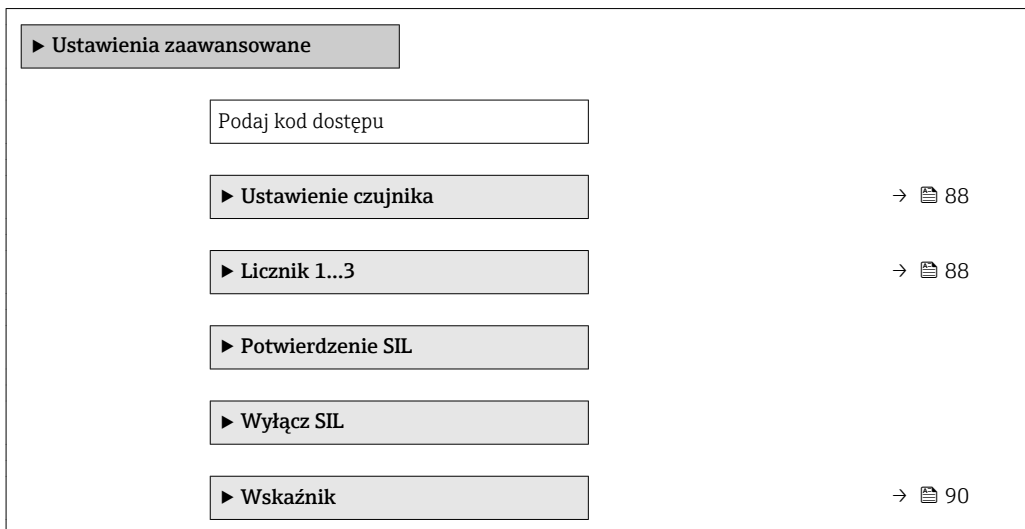 ▶ Ustawienia zaawansowane
Podaj kod dostępu
▶ Ustawienie czujnika → 88
▶ Licznik 1…3 → 88
▶ Potwierdzenie SIL
▶ Wyłącz SIL
▶ Wskaźnik → 90